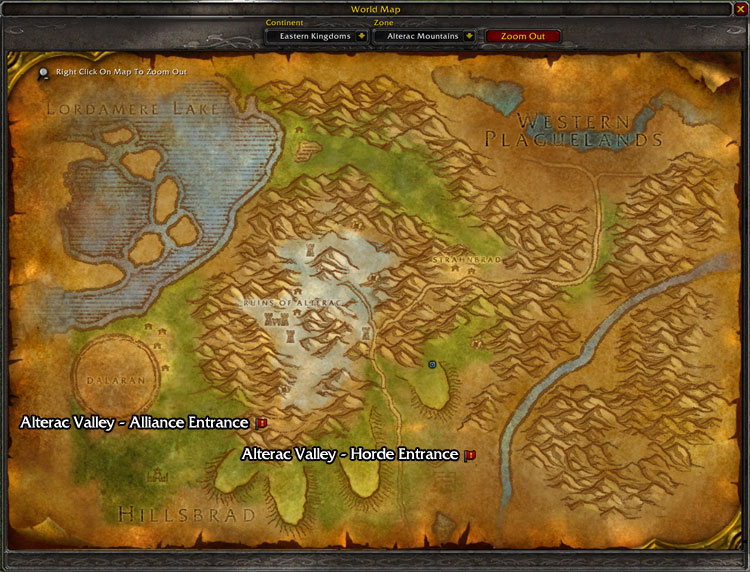 World Map
Continent Zone
Eastern Kingdoms Alterac Mountains Zoom Out
Right Click On Map To Zoom Out
LORDAMERE LAKE
WESTERN
PLAGUELANDS
STRAHNBRAD
RUINS OF ALTERAC
DALARAN
Alterac Valley - Alliance Entrance
Alterac Valley - Horde Entrance
HILLSBRAD